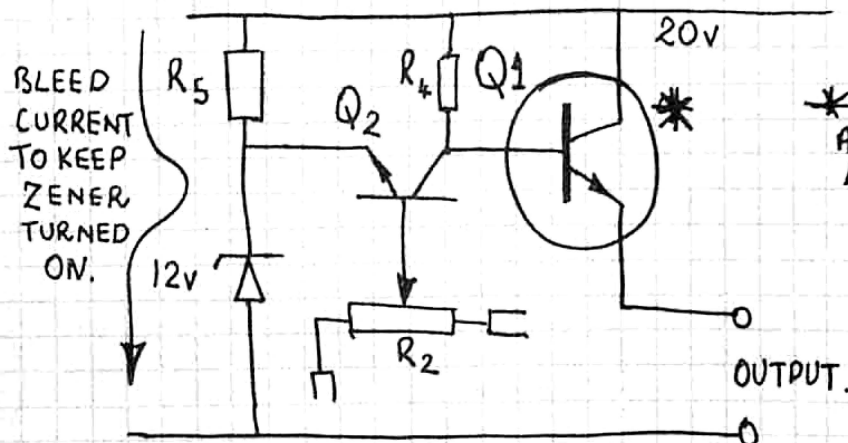 20v
BLEED
CURRENT
TO KEEP
ZENER
TURNED
ON.
R5
Q2
R4
Q1
12v
R2
OUTPUT.